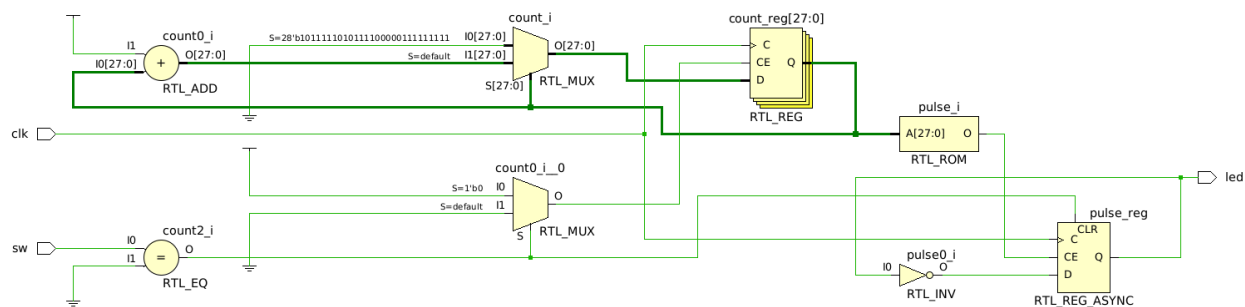 count0_i
I1
I0[27:0]
+
O[27:0]
RTL_ADD
count_i
S=28'b1011111010111100000111111111
I0[27:0]
S=default
I1[27:0]
S[27:0]
O[27:0]
RTL_MUX
count_reg[27:0]
C
CE
D
Q
RTL_REG
clk
pulse_i
A[27:0]
O
RTL_ROM
count0_i__0
S=1'b0
I0
S=default
I1
S
O
RTL_MUX
led
sw
count2_i
I0
I1
=
O
RTL_EQ
pulse0_i
I0
O
RTL_INV
pulse_reg
CLR
C
CE
D
Q
RTL_REG_ASYNC